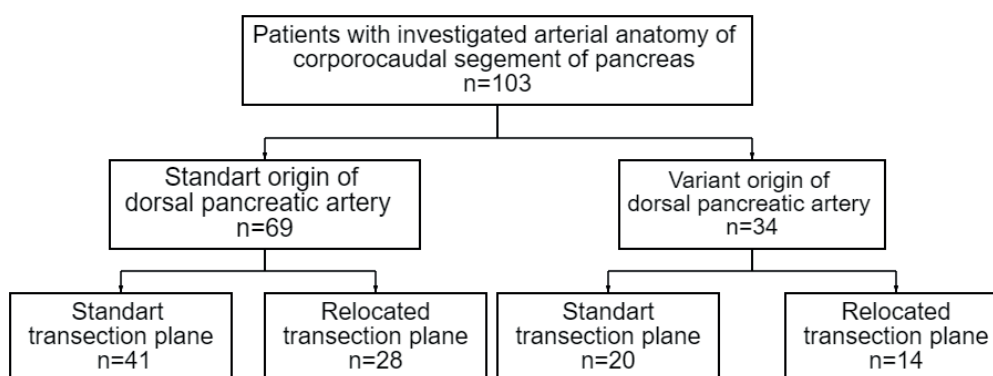 Patients with investigated arterial anatomy of
corporocaudal segement of pancreas
n=103
Standart origin of
dorsal pancreatic artery
n=69
Variant origin of
dorsal pancreatic artery
n=34
Standart
transection plane
n=41
Relocated
transection plane
n=28
Standart
transection plane
n=20
Relocated
transection plane
n=14